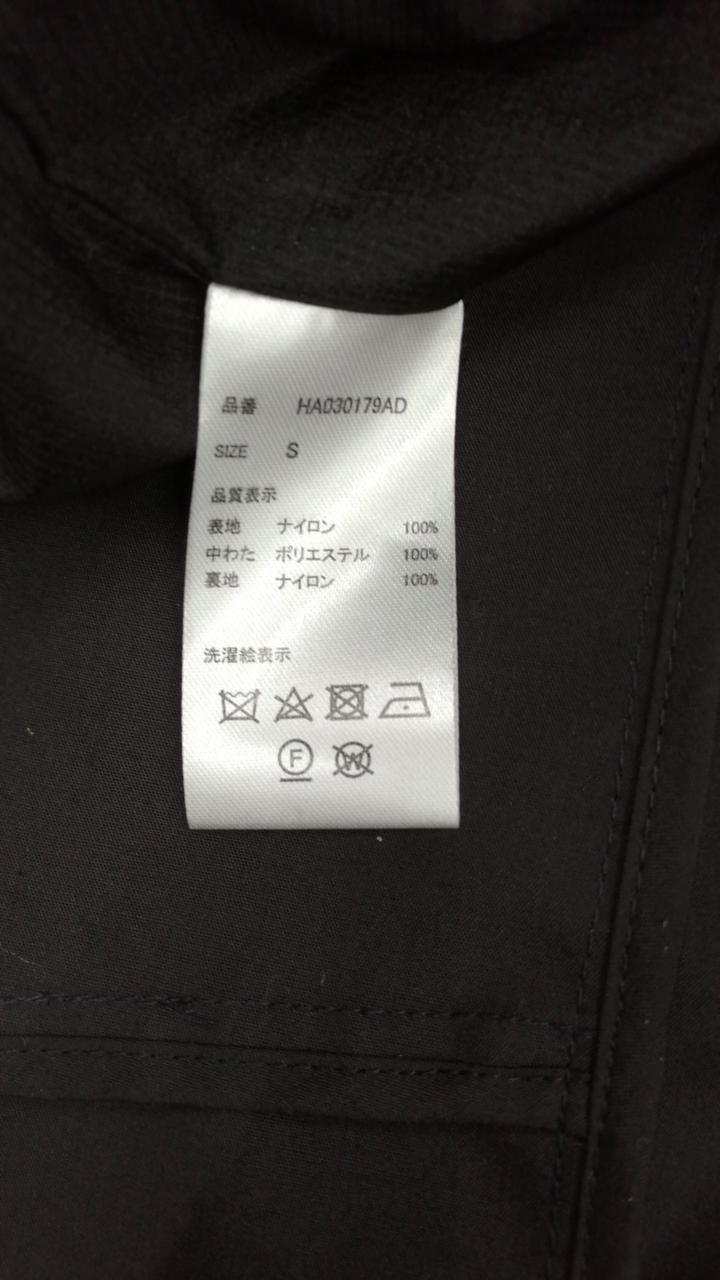 品番 HA030179AD
SIZE S
品質表示
表地 ナイロン 100%
中わた ポリエステル 100%
裏地 ナイロン 100%
洗濯絵表示
F W